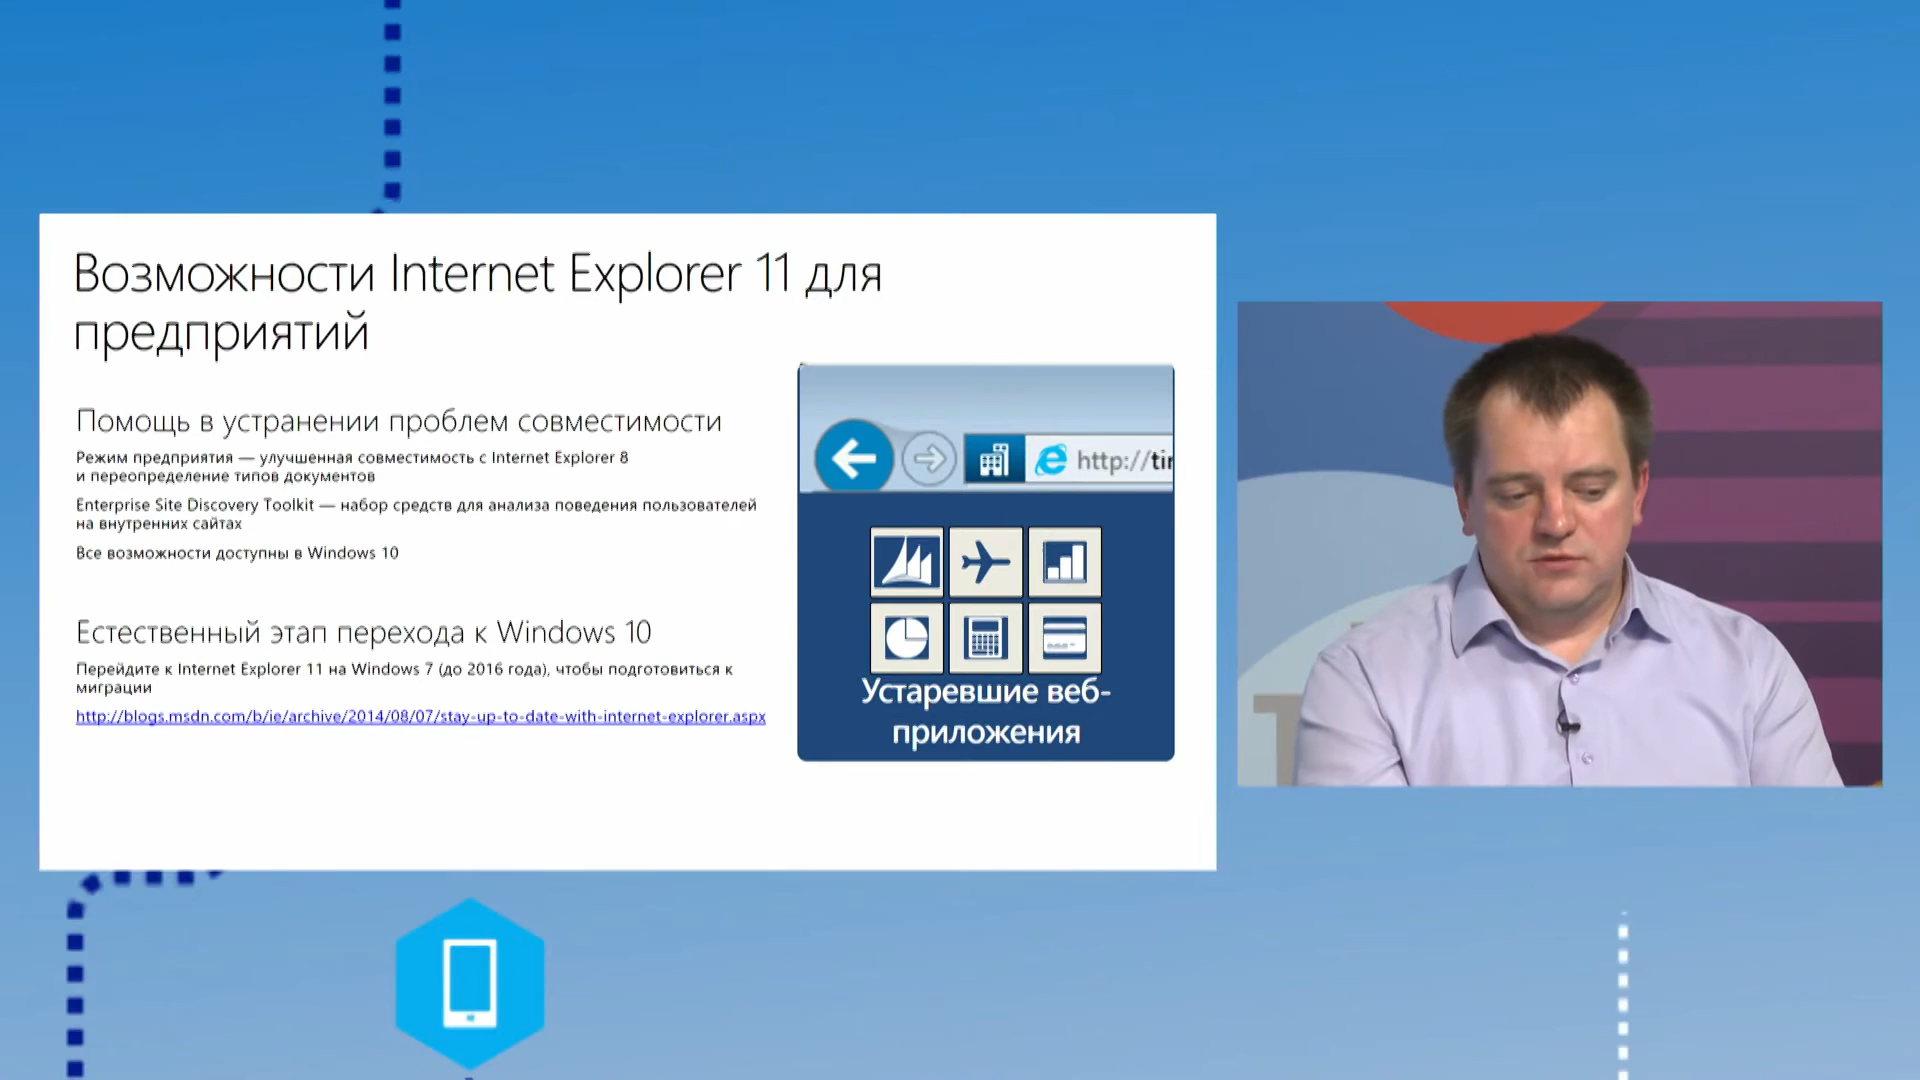 Возможности Internet Explorer 11 для
предприятий
Помощь в устранении проблем совместимости
Режим предприятия — улучшенная совместимость с Internet Explorer 8
и переопределение типов документов
Enterprise Site Discovery Toolkit — набор средств для анализа поведения пользователей
на внутренних сайтах
Все возможности доступны в Windows 10
Естественный этап перехода к Windows 10
Перейдите к Internet Explorer 11 на Windows 7 (до 2016 года), чтобы подготовиться к
миграции
http://blogs.msdn.com/b/ie/archive/2014/08/07/stay-up-to-date-with-internet-explorer.aspx
http://tir
Устаревшие веб-
приложения